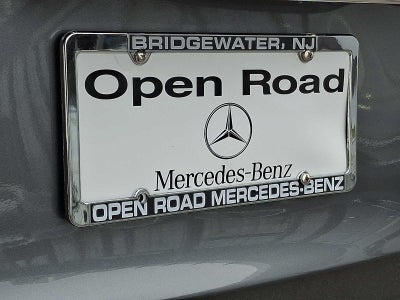 BRIDGEWATER, NJ
Open Road
Mercedes-Benz
OPEN ROAD MERCEDES-BENZ